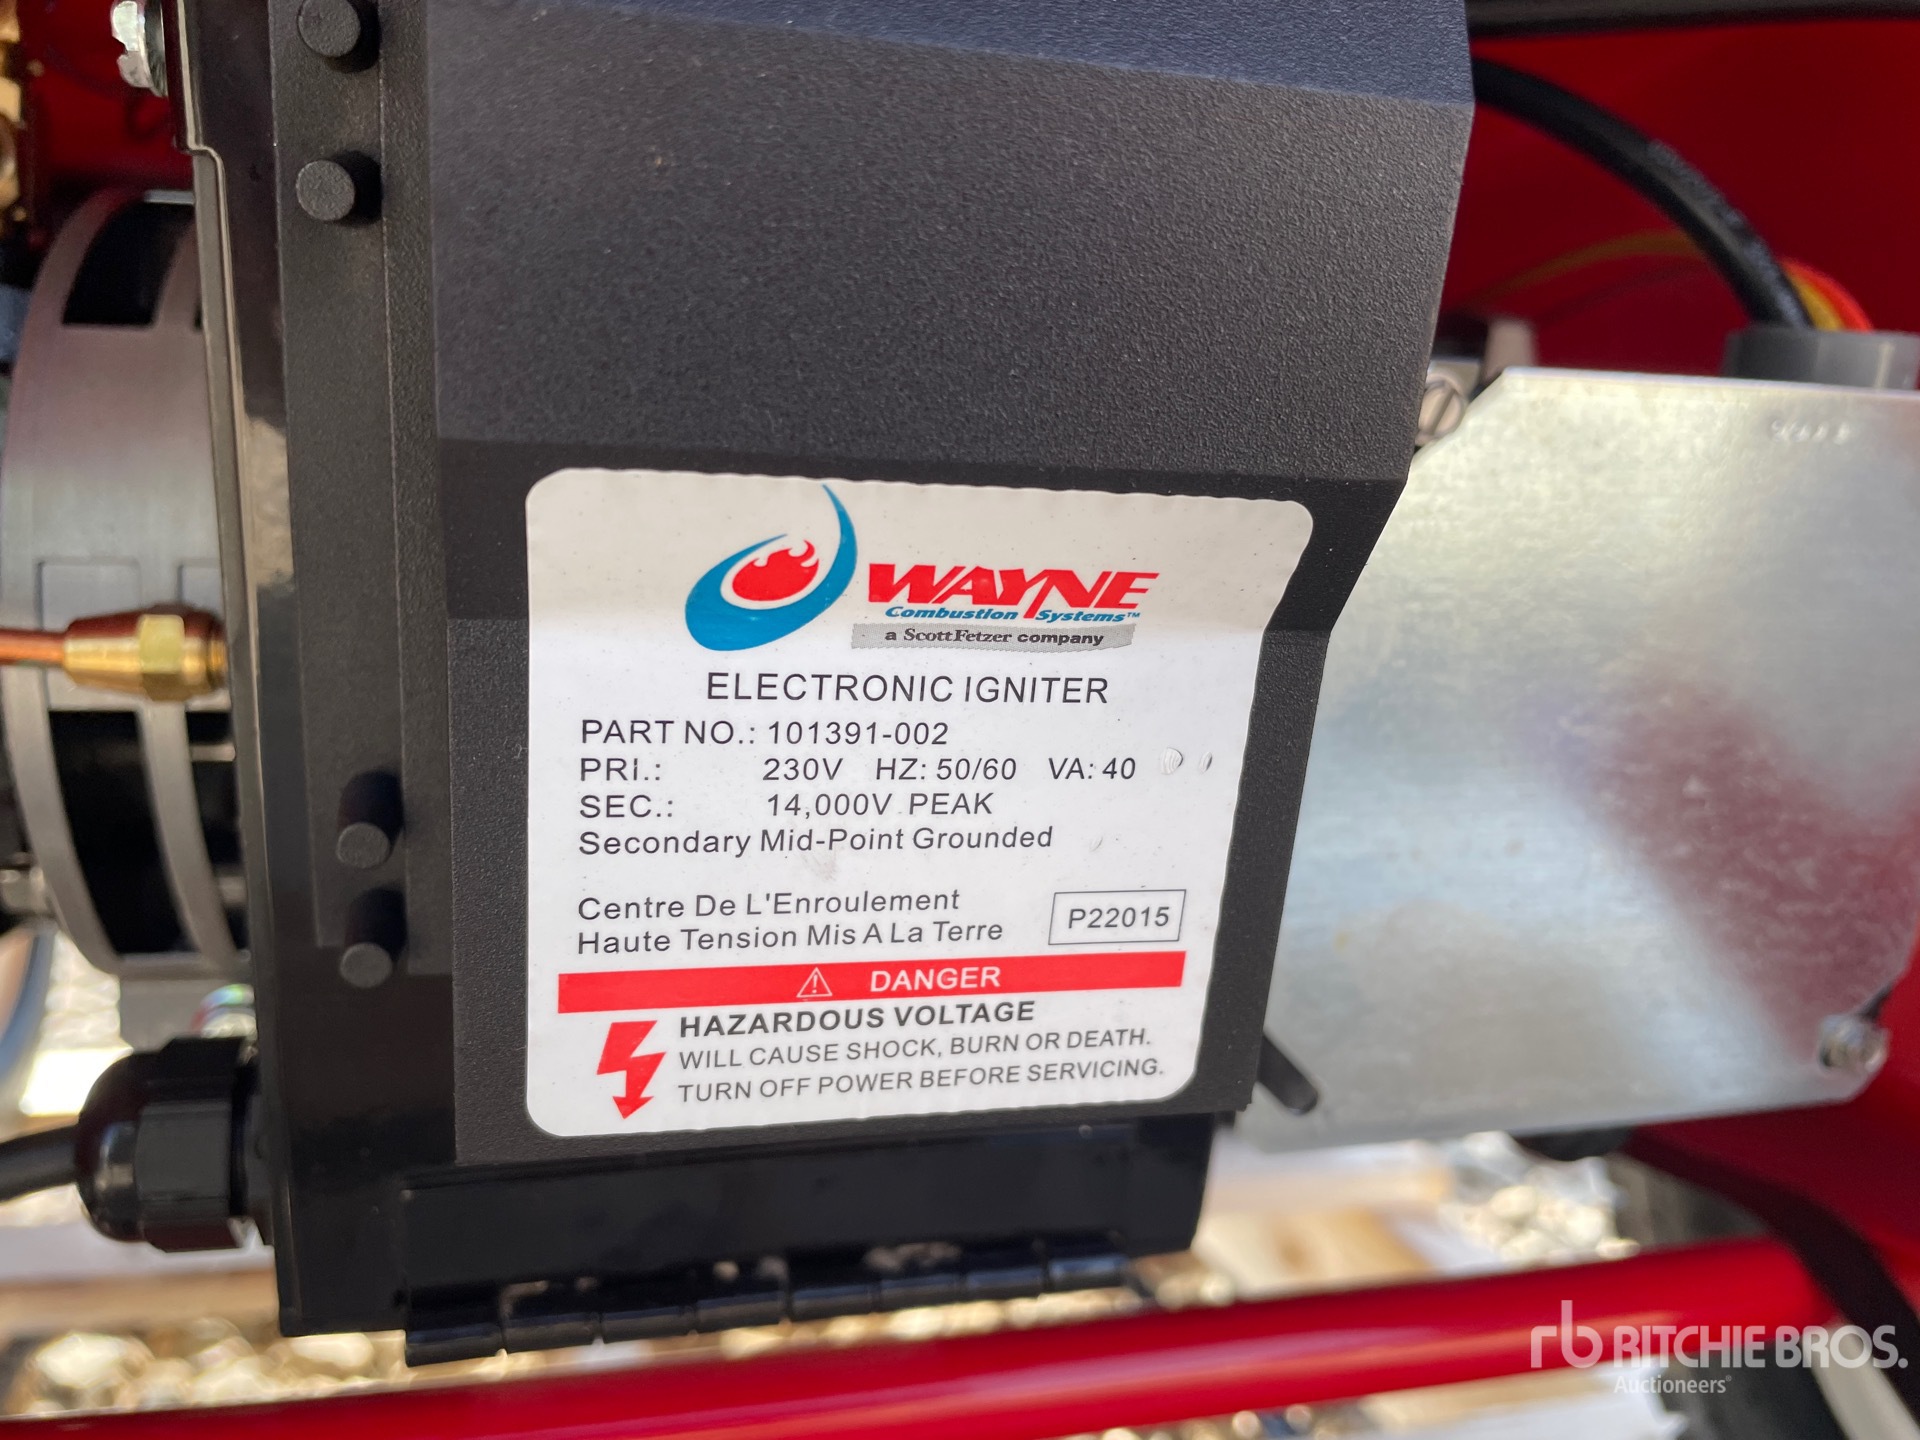 WAYNE
Combustion Systems™
a ScottFetzer company
ELECTRONIC IGNITER
PART NO.: 101391-002
PRI.: 230V HZ: 50/60 VA: 40
SEC.: 14,000V PEAK
Secondary Mid-Point Grounded
Centre De L'Enroulement
Haute Tension Mis A La Terre
P22015
⚠ DANGER
HAZARDOUS VOLTAGE
WILL CAUSE SHOCK, BURN OR DEATH.
TURN OFF POWER BEFORE SERVICING.
rb RITCHIE BROS.
Auctioneers®